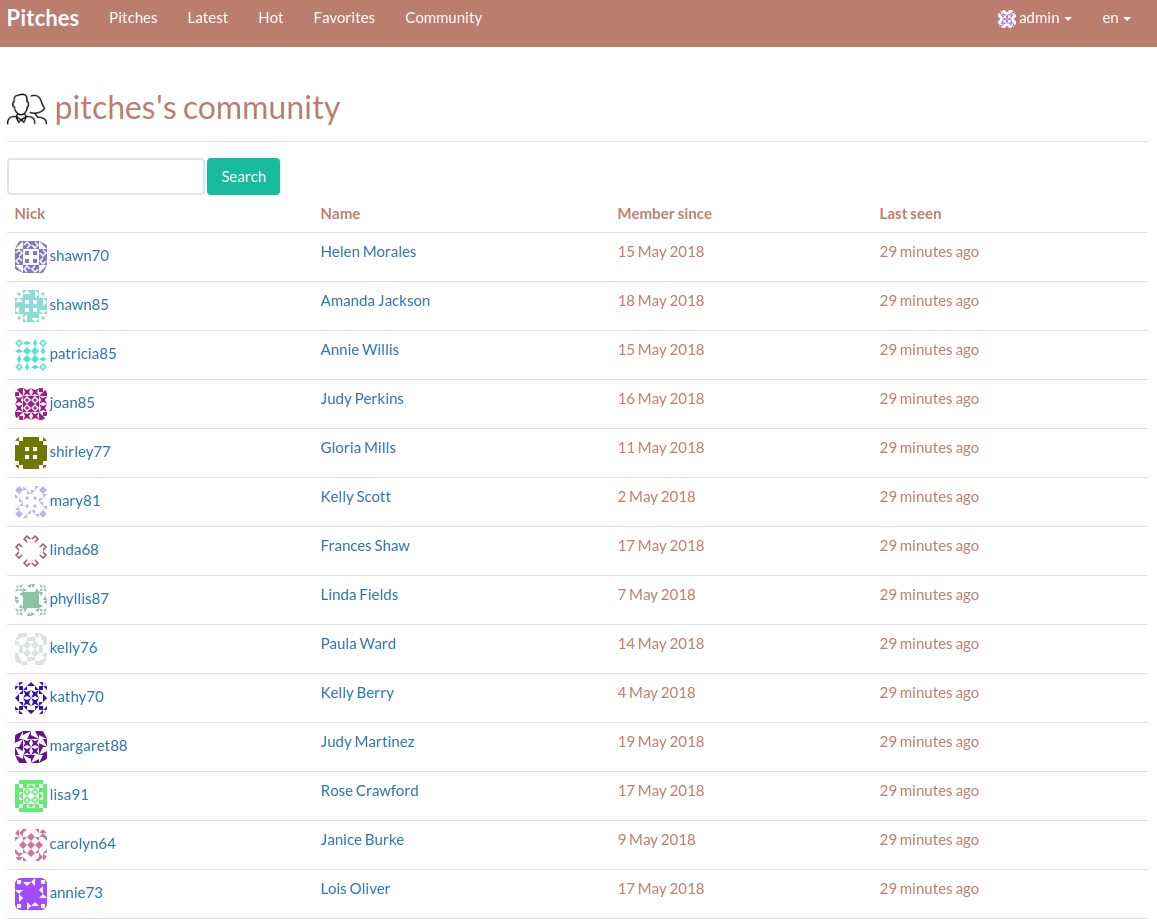 Pitches Pitches Latest Hot Favorites Community admin en
pitches's community
Search
Nick Name Member since Last seen
shawn70 Helen Morales 15 May 2018 29 minutes ago
shawn85 Amanda Jackson 18 May 2018 29 minutes ago
patricia85 Annie Willis 15 May 2018 29 minutes ago
joan85 Judy Perkins 16 May 2018 29 minutes ago
shirley77 Gloria Mills 11 May 2018 29 minutes ago
mary81 Kelly Scott 2 May 2018 29 minutes ago
linda68 Frances Shaw 17 May 2018 29 minutes ago
phyllis87 Linda Fields 7 May 2018 29 minutes ago
kelly76 Paula Ward 14 May 2018 29 minutes ago
kathy70 Kelly Berry 4 May 2018 29 minutes ago
margaret88 Judy Martinez 19 May 2018 29 minutes ago
lisa91 Rose Crawford 17 May 2018 29 minutes ago
carolyn64 Janice Burke 9 May 2018 29 minutes ago
annie73 Lois Oliver 17 May 2018 29 minutes ago